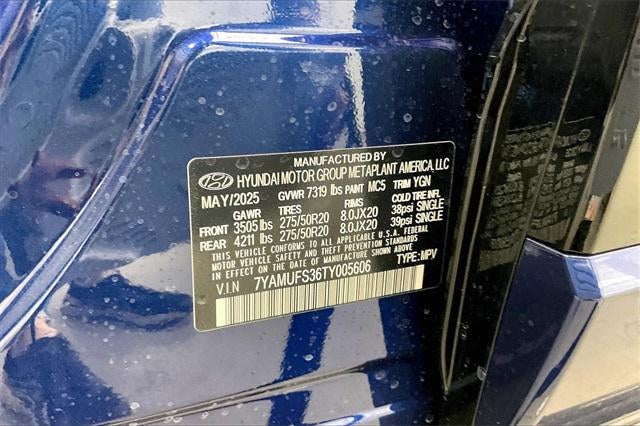 MANUFACTURED BY
HYUNDAI MOTOR GROUP METAPLANT AMERICA, LLC
MAY/2025 GVWR 7319 lbs PAINT MC5 TRIM YGN
GAWR TIRES RIMS COLD TIRE INFL.
FRONT 3505 lbs 275/50R20 8.0JX20 38psi SINGLE
REAR 4211 lbs 275/50R20 8.0JX20 39psi SINGLE
THIS VEHICLE CONFORMS TO ALL APPLICABLE U.S.A. FEDERAL
MOTOR VEHICLE SAFETY AND THEFT PREVENTION STANDARDS
IN EFFECT ON THE DATE OF MANUFACTURE SHOWN ABOVE
V.I.N 7YAMUFS36TY005606 TYPE: MPV